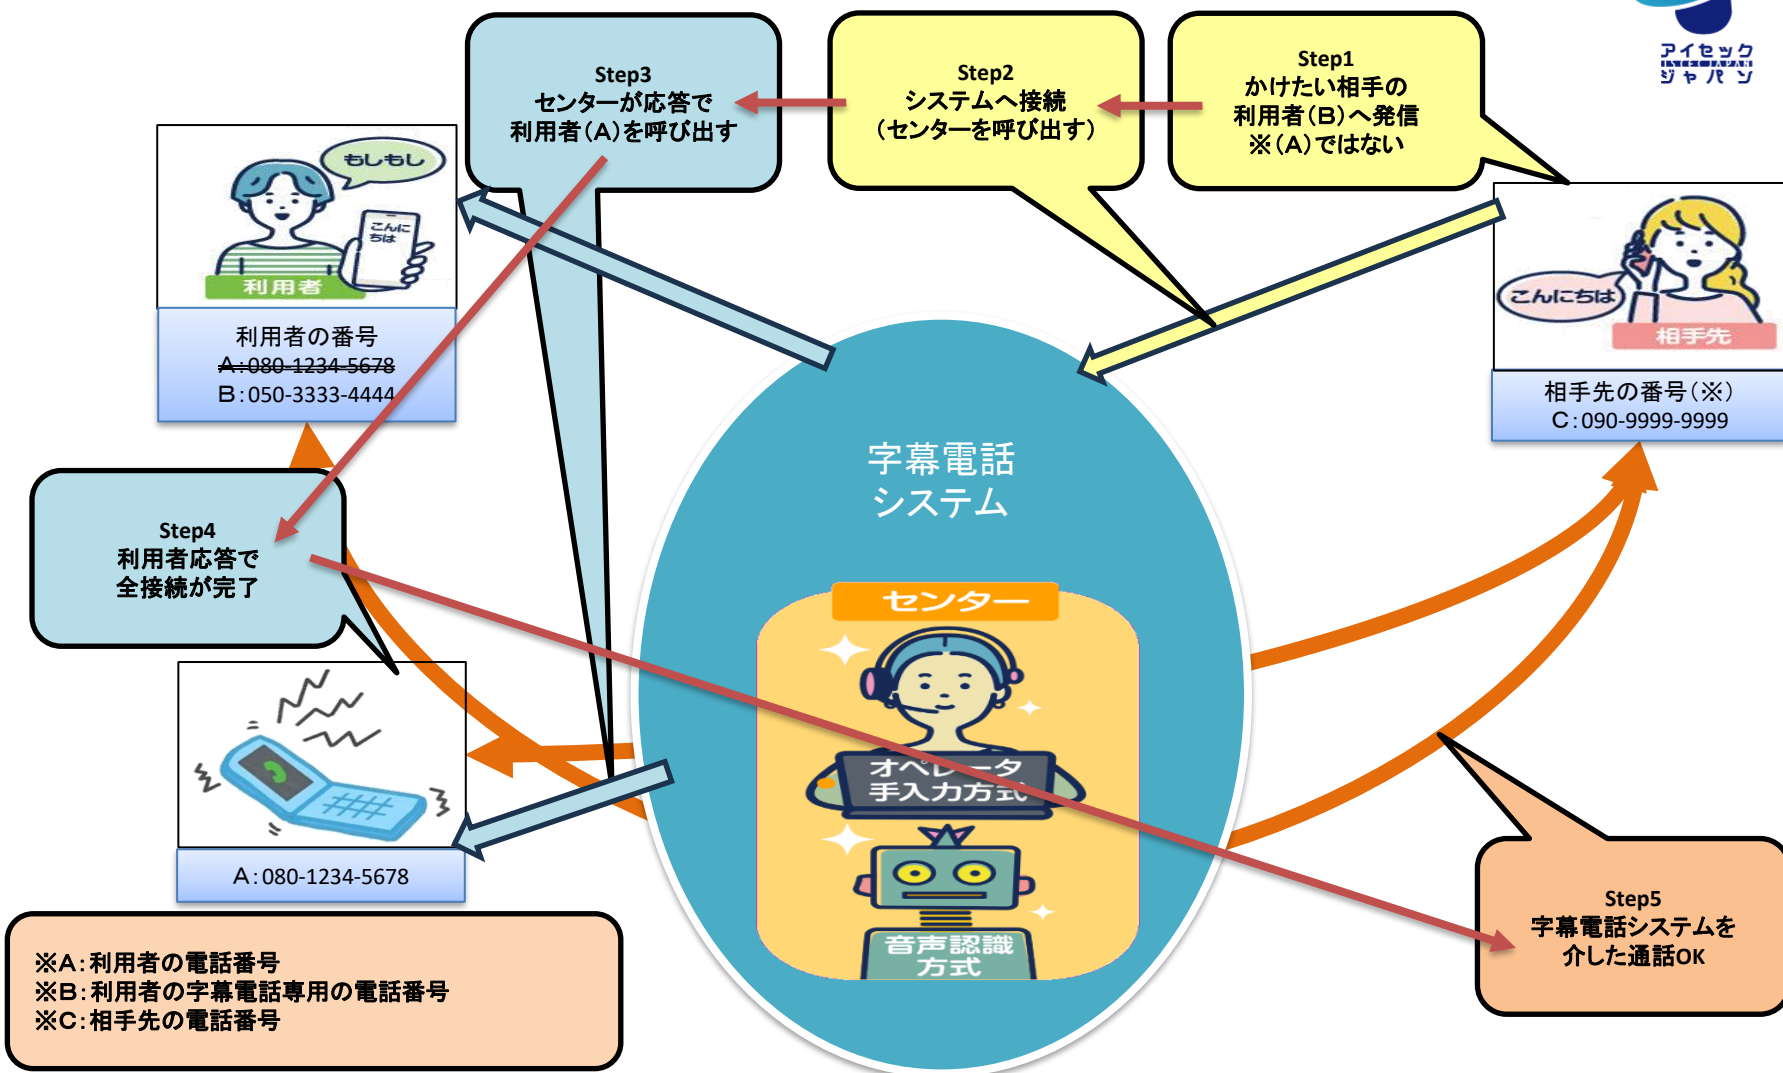 アイセック
ISEEC JAPAN
ジャパン
Step1
かけたい相手の
利用者(B)へ発信
※(A)ではない
Step2
システムへ接続
(センターを呼び出す)
Step3
センターが応答で
利用者(A)を呼び出す
もしもし
こんに
ちは
利用者
利用者の番号
A:080-1234-5678
B:050-3333-4444
こんにちは
相手先
相手先の番号(※)
C:090-9999-9999
字幕電話
システム
Step4
利用者応答で
全接続が完了
センター
オペレータ
手入力方式
音声認識
方式
A:080-1234-5678
Step5
字幕電話システムを
介した通話OK
※A:利用者の電話番号
※B:利用者の字幕電話専用の電話番号
※C:相手先の電話番号